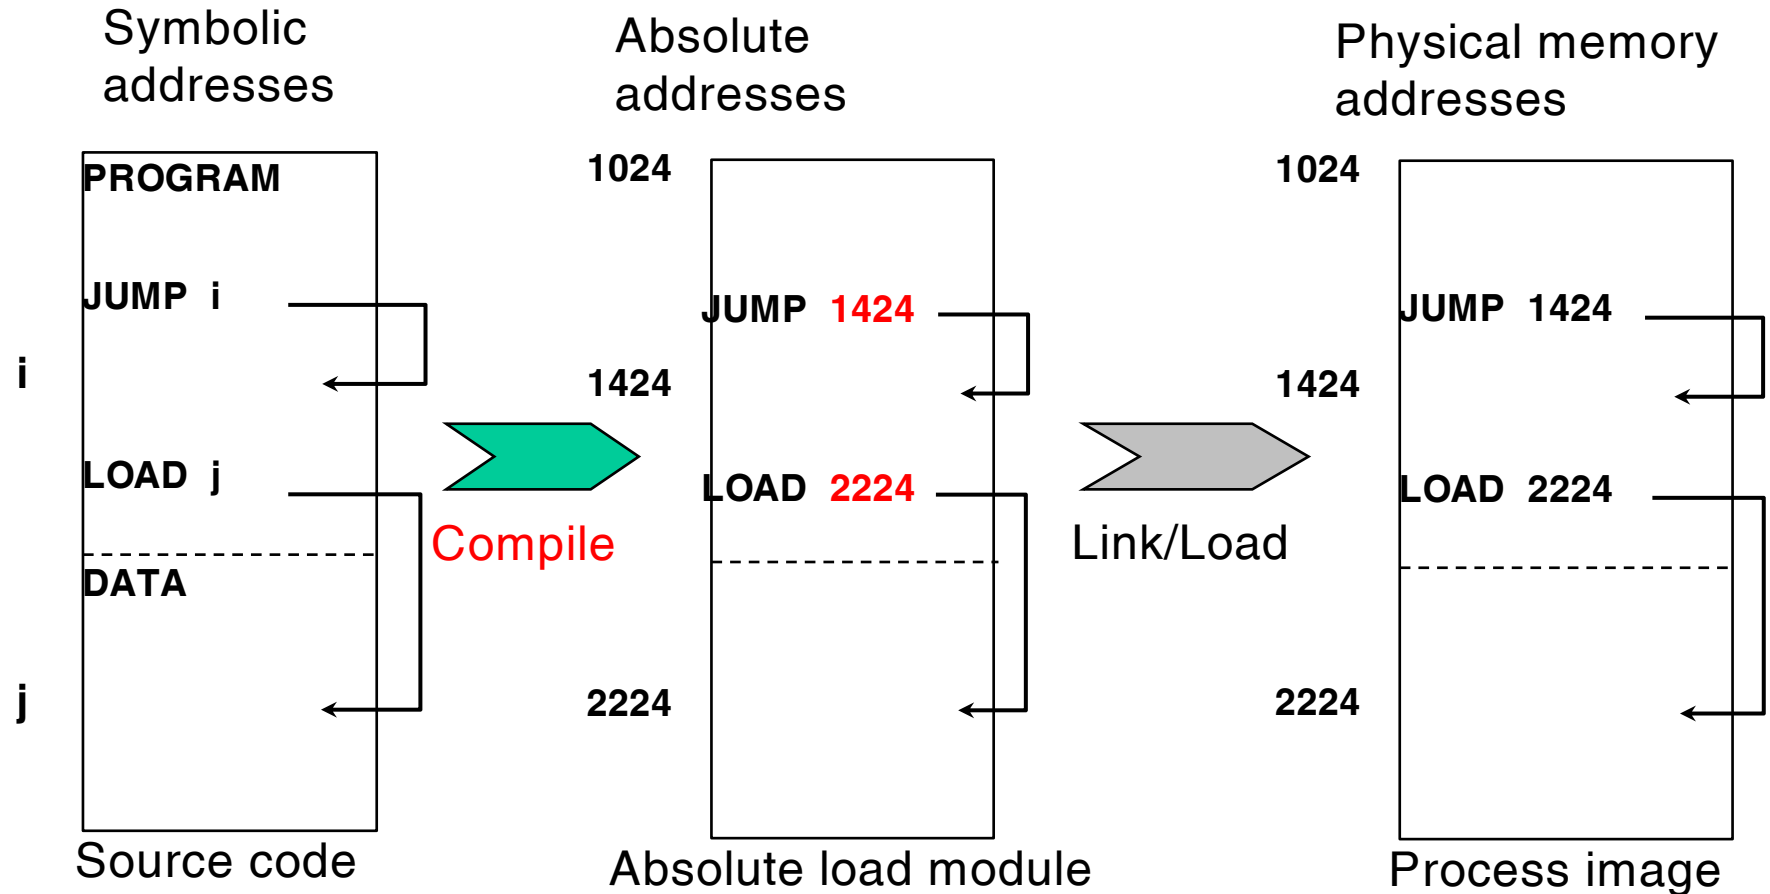 Symbolic
addresses
Absolute
addresses
Physical memory
addresses
PROGRAM
JUMP i
i
LOAD j
DATA
j
Source code
Compile
1024
JUMP 1424
1424
LOAD 2224
2224
Absolute load module
Link/Load
1024
JUMP 1424
1424
LOAD 2224
2224
Process image